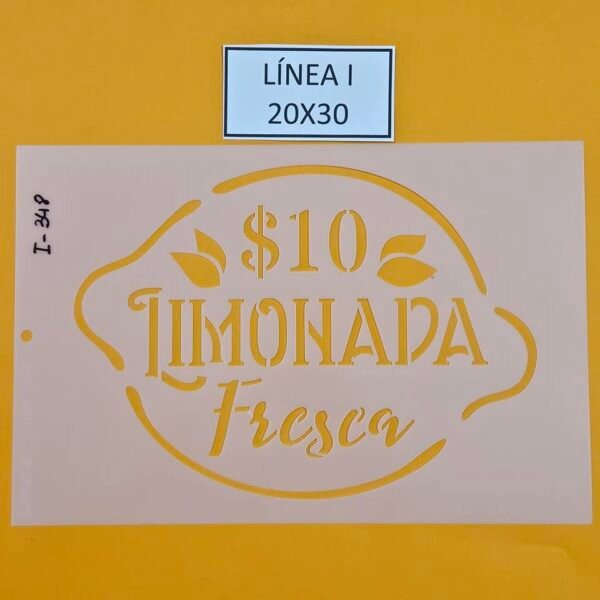 LÍNEA I
20X30
I-348
$10
LIMONADA
Fresca